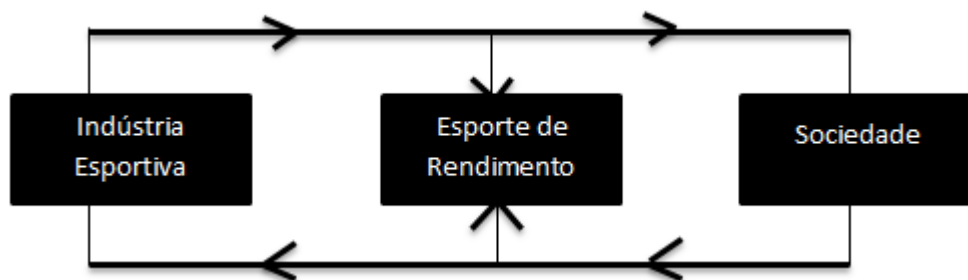 Indústria
Esportiva
Esporte de
Rendimento
Sociedade